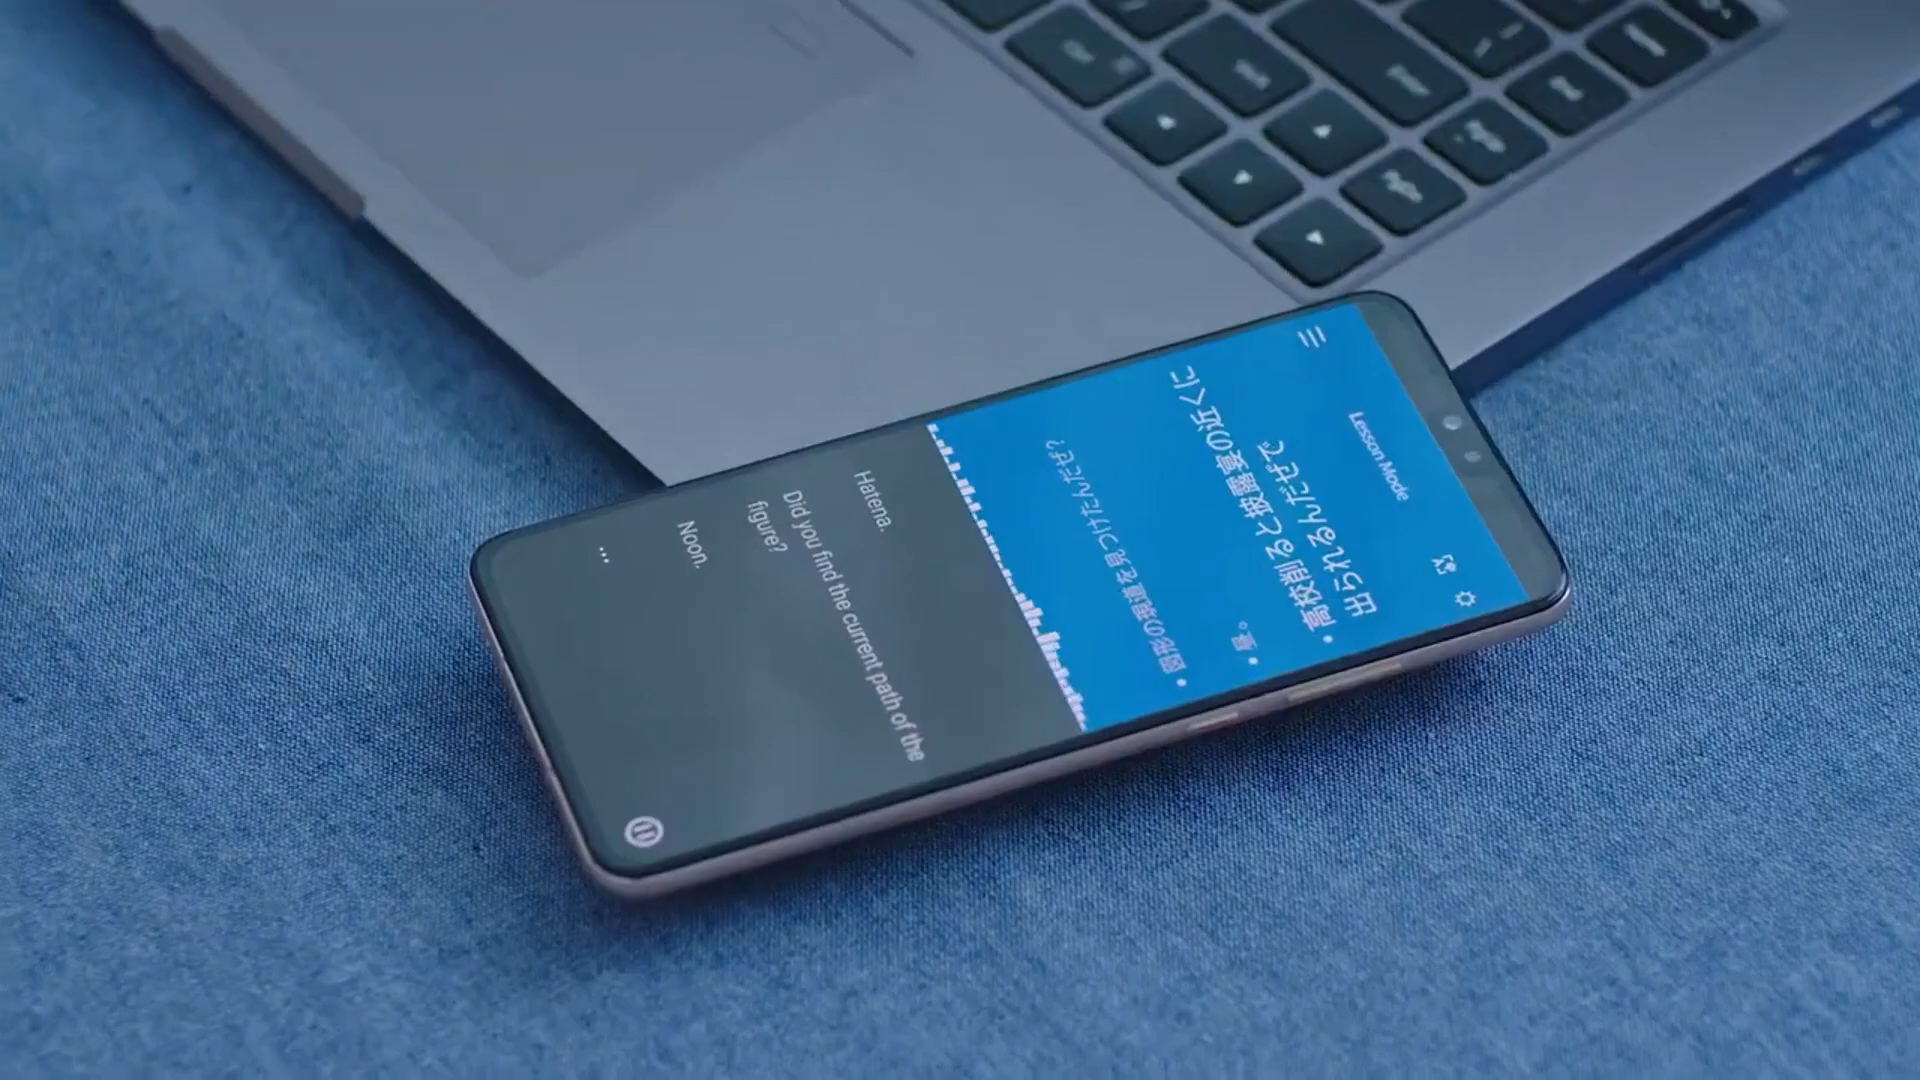 Lesson Mode
• 高校削ると披露宴の近くに
出られるんだぜで
• 昼。
• 図形の現道を見つけたんだぜ?
Hatena.
Did you find the current path of the
figure?
Noon.
...